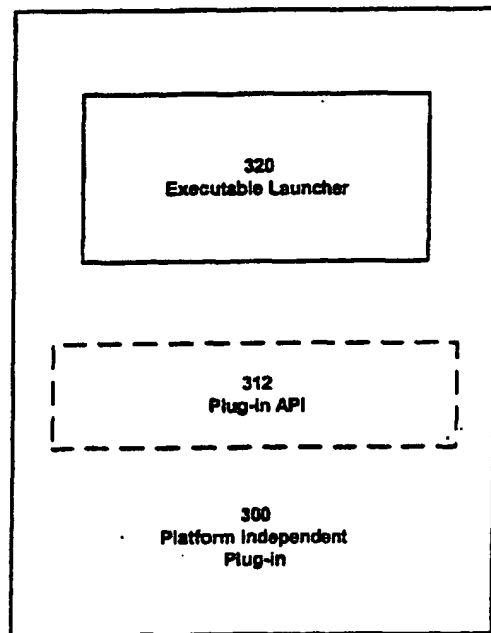 320
Executable Launcher
312
Plug-in API
300
Platform Independent
Plug-in